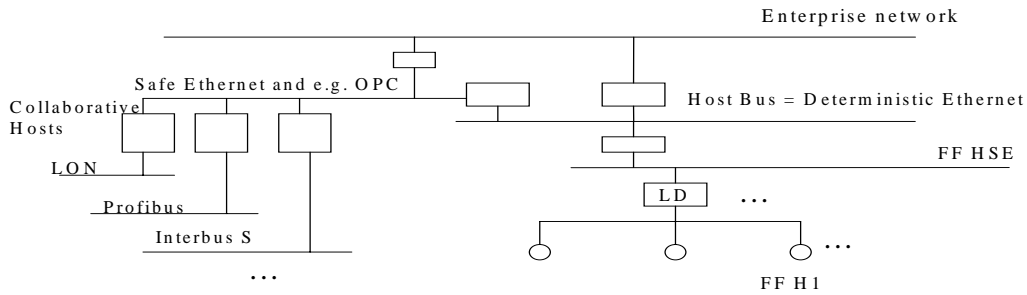 Enterprise network
Safe Ethernet and e.g. OPC
Collaborative
Hosts
Host Bus = Deterministic Ethernet
LON
FF HSE
LD
...
Profibus
Interbus S
...
...
FF H1